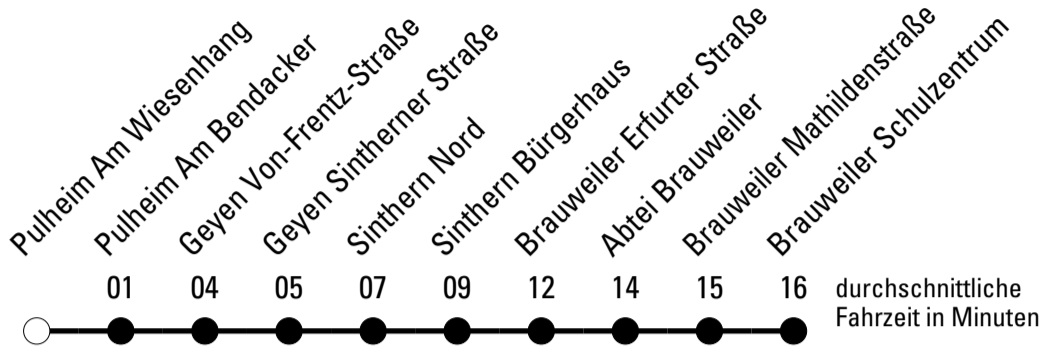 Pulheim Am Wiesenhang
Pulheim Am Bendacker
Geyen Von-Frentz-Straße
Geyen Sintherner Straße
Sinthern Nord
Sinthern Bürgerhaus
Brauweiler Erfurter Straße
Abtei Brauweiler
Brauweiler Mathildenstraße
Brauweiler Schulzentrum
01 04 05 07 09 12 14 15 16 durchschnittliche
Fahrzeit in Minuten